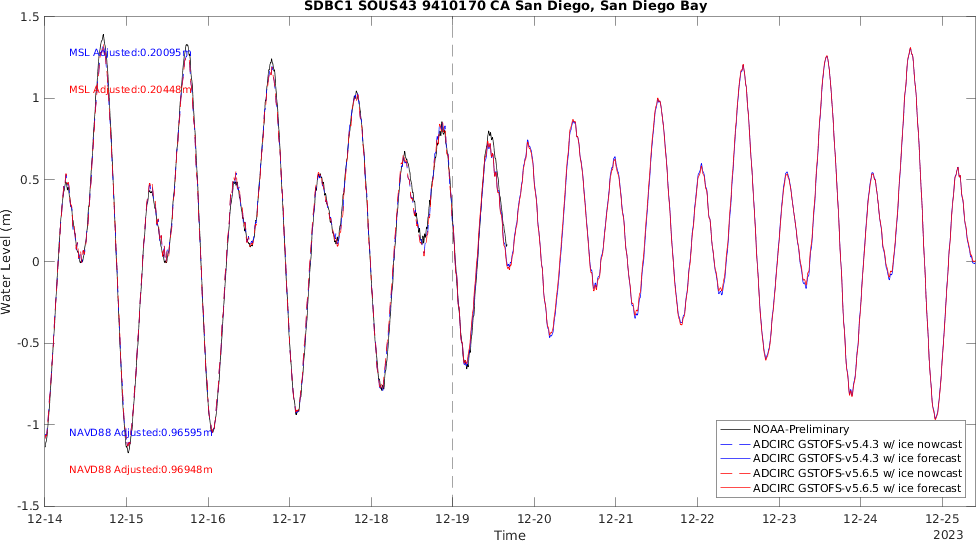 SDBC1 SOUS43 9410170 CA San Diego, San Diego Bay
1.5
1
0.5
0
-0.5
-1
-1.5
Water Level (m)
MSL Adjusted:0.20095m
MSL Adjusted:0.20448m
NAVD88 Adjusted:0.96595m
NAVD88 Adjusted:0.96948m
NOAA-Preliminary
ADCIRC GSTOFS-v5.4.3 w/ ice nowcast
ADCIRC GSTOFS-v5.4.3 w/ ice forecast
ADCIRC GSTOFS-v5.6.5 w/ ice nowcast
ADCIRC GSTOFS-v5.6.5 w/ ice forecast
12-14 12-15 12-16 12-17 12-18 12-19 12-20 12-21 12-22 12-23 12-24 12-25
Time
2023